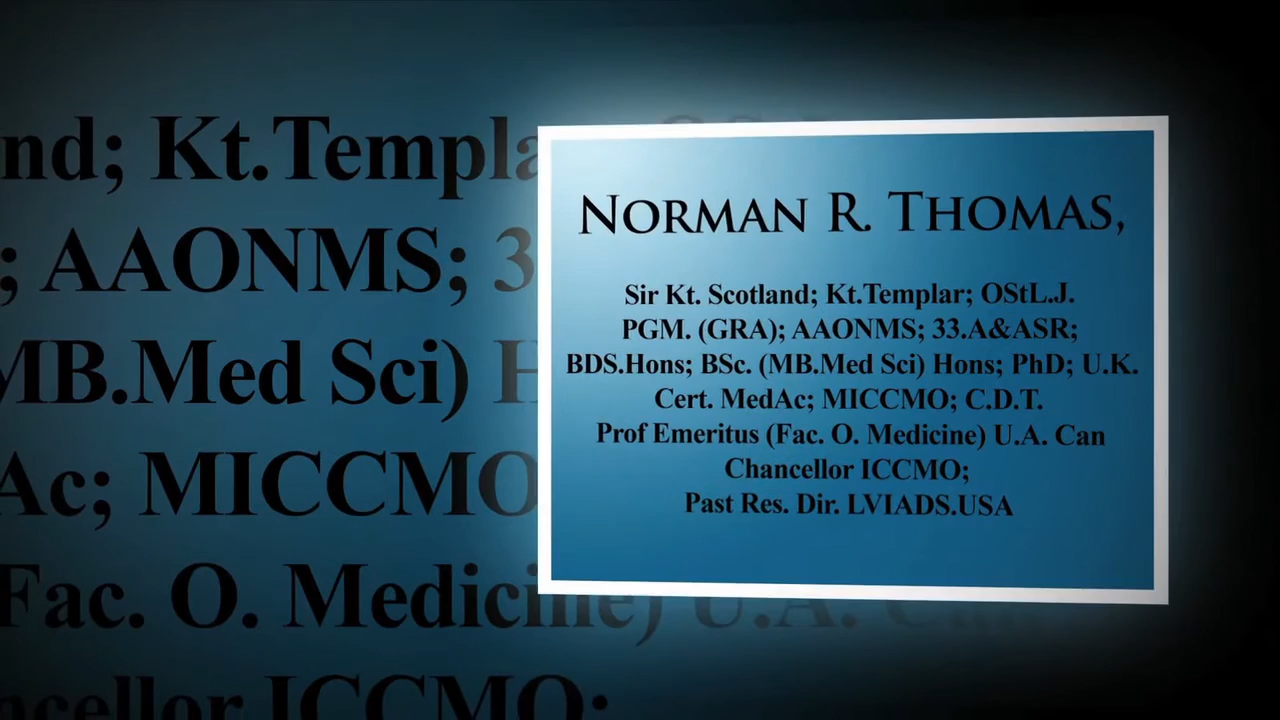 NORMAN R. THOMAS,
Sir Kt. Scotland; Kt.Templar; OStL.J.
PGM. (GRA); AAONMS; 33.A&ASR;
BDS.Hons; BSc. (MB.Med Sci) Hons; PhD; U.K.
Cert. MedAc; MICCMO; C.D.T.
Prof Emeritus (Fac. O. Medicine) U.A. Can
Chancellor ICCMO;
Past Res. Dir. LVIADS.USA
nd; Kt.Templa
; AAONMS; 3
MB.Med Sci) H
Ac; MICCMO
Fac. O. Medicine) U.A. C
ncellor ICCMO;